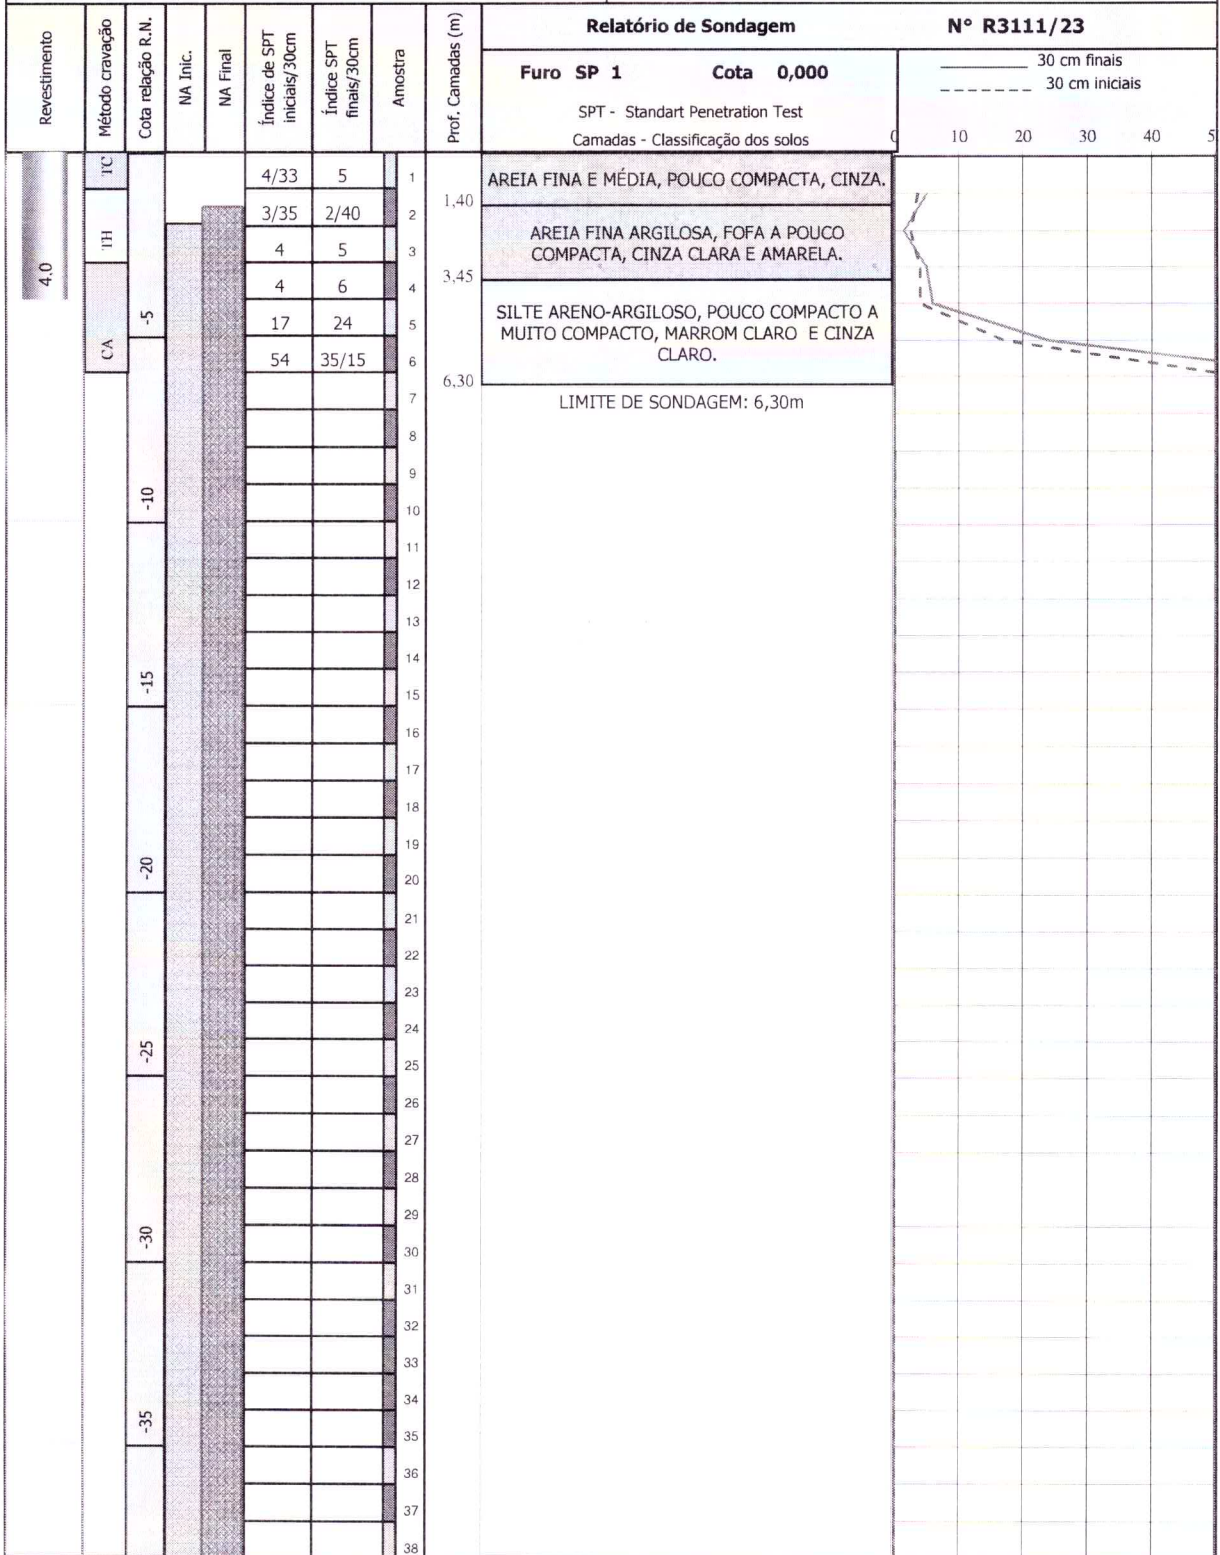 Relatório de Sondagem
N° R3111/23
Furo SP 1 Cota 0,000
SPT - Standart Penetration Test
Camadas - Classificação dos solos
30 cm finais
30 cm iniciais
0 10 20 30 40 5
Revestimento
Método cravação
Cota relação R.N.
NA Inic.
NA Final
Índice de SPT
iniciais/30cm
Índice SPT
finais/30cm
Amostra
Prof. Camadas (m)
4.0
TC
TH
CA
-5
-10
-15
-20
-25
-30
-35
4/33 5 1
3/35 2/40 2
4 5 3
4 6 4
17 24 5
54 35/15 6
7
8
9
10
11
12
13
14
15
16
17
18
19
20
21
22
23
24
25
26
27
28
29
30
31
32
33
34
35
36
37
38
1,40
3,45
6,30
AREIA FINA E MÉDIA, POUCO COMPACTA, CINZA.
AREIA FINA ARGILOSA, FOFA A POUCO
COMPACTA, CINZA CLARA E AMARELA.
SILTE ARENO-ARGILOSO, POUCO COMPACTO A
MUITO COMPACTO, MARROM CLARO E CINZA
CLARO.
LIMITE DE SONDAGEM: 6,30m